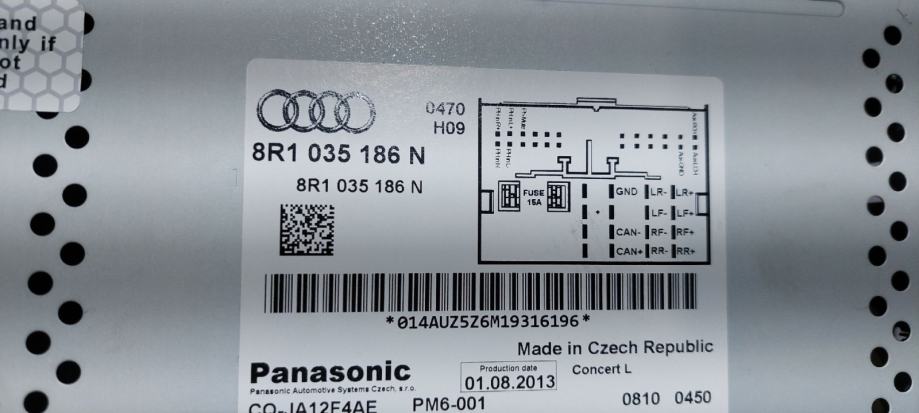 and
nly if
ot
d
0470
H09
8R1 035 186 N
8R1 035 186 N
FUSE
15A
GND LR- LR+
LF- LF+
CAN- RF- RF+
CAN+ RR- RR+
*014AUZ5Z6M19316196*
Made in Czech Republic
Panasonic
Panasonic Automotive Systems Czech, s.r.o.
Production date
01.08.2013
Concert L
CQ-JA12F4AE PM6-001
0810 0450